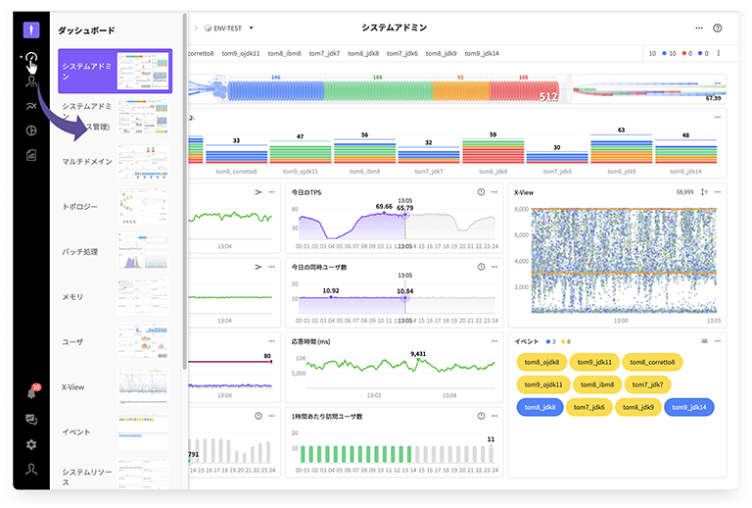 ダッシュボード
システムアドミ
ン
システムアドミ
ン
ス管理)
マルチドメイン
トポロジー
バッチ処理
メモリ
ユーザ
X-View
イベント
システムリソー
ス
10
> ENV-TEST ▼
システムアドミン
corretto8 tom9_ojdk11 tom8_ibm8 tom7_jdk7 tom8_jdk8 tom7_jdk6 tom8_jdk9 tom9_jdk14
10 10 0 0
146 169 92 105
512
67.99
33 47 56 32 59 30 63 48
tom8_corretto8 tom9_ojdk11 tom8_ibm8 tom7_jdk7 tom8_jdk8 tom7_jdk6 tom8_jdk9 tom9_jdk14
13:04
今日のTPS
13:05
69.66 65.79
80
30
00 01 02 03 04 05 06 07 08 09 10 11 13:05 14 15 16 17 18 19 20 21 22 23 24
X-View
38,999 Y
8,000
6,000
4,000
2,000
13:00 13:05
13:04
今日の同時ユーザ数
13:05
10.92 10.84
20
10
00 01 02 03 04 05 06 07 08 09 10 11 13:05 14 15 16 17 18 19 20 21 22 23 24
80
13:04
応答時間 (ms)
9,431
10K
5,000
13:02 13:04
イベント 3 8
tom8_ojdk8 tom9_jdk11 tom8_corretto8
tom9_ojdk11 tom8_ibm8 tom7_jdk7
tom8_jdk8 tom7_jdk6 tom8_jdk9 tom9_jdk14
791
14 15 16 17 18 19 20 21 22 23 24
1時間あたり訪問ユーザ数
11
20
10
00 01 02 03 04 05 06 07 08 09 10 11 12 13 14 15 16 17 18 19 20 21 22 23 24